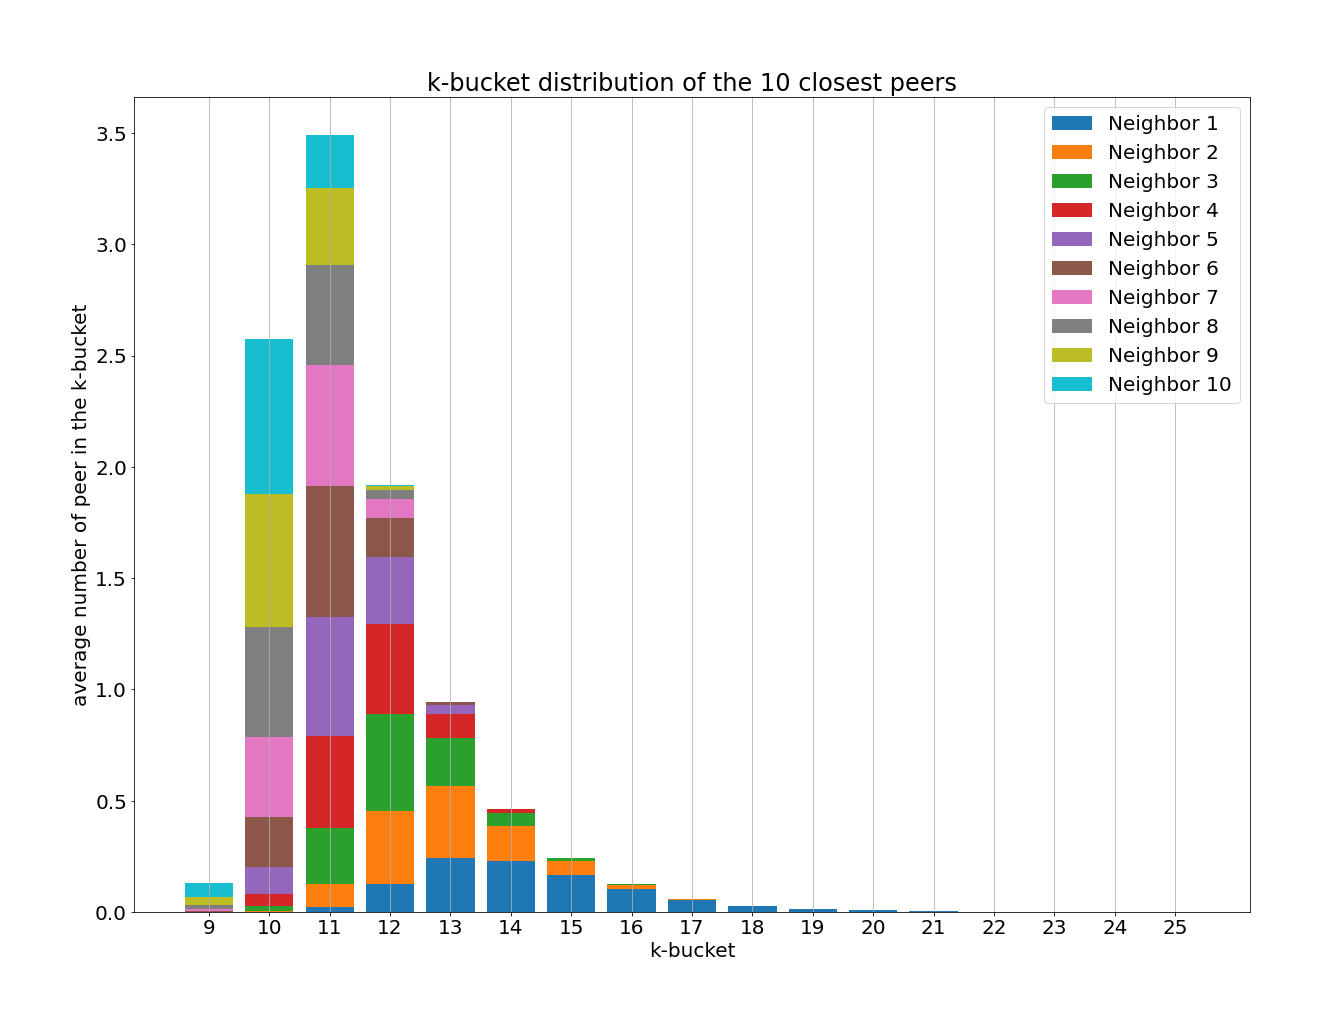 k-bucket distribution of the 10 closest peers
3.5
3.0
2.5
2.0
1.5
1.0
0.5
0.0
average number of peer in the k-bucket
Neighbor 1
Neighbor 2
Neighbor 3
Neighbor 4
Neighbor 5
Neighbor 6
Neighbor 7
Neighbor 8
Neighbor 9
Neighbor 10
9 10 11 12 13 14 15 16 17 18 19 20 21 22 23 24 25
k-bucket